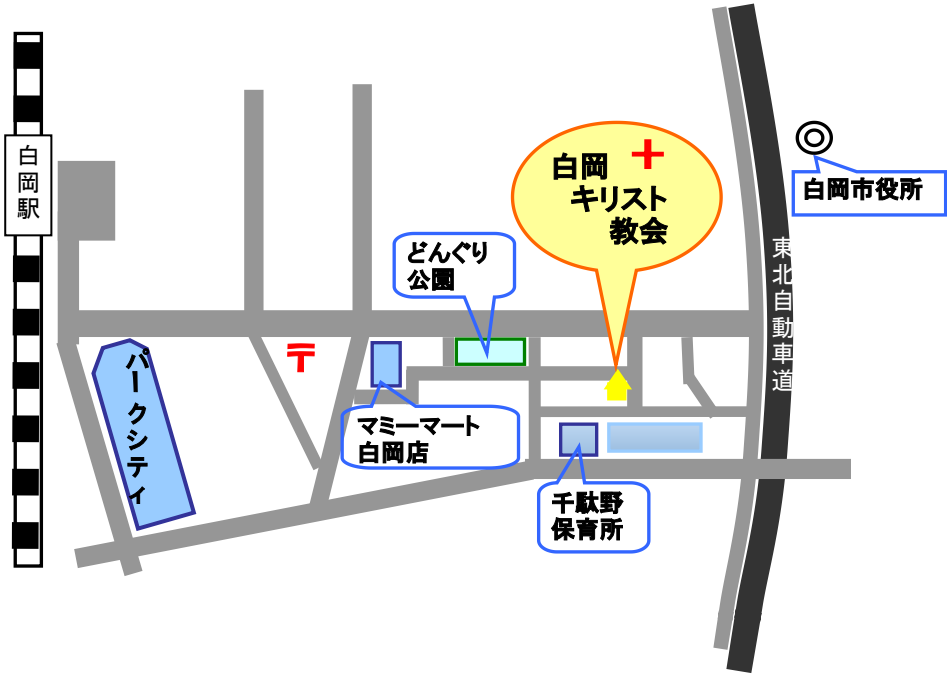 白岡駅
白岡
キリスト
教会
白岡市役所
どんぐり
公園
東北自動車道
〒
パークシティ
マミーマート
白岡店
千駄野
保育所